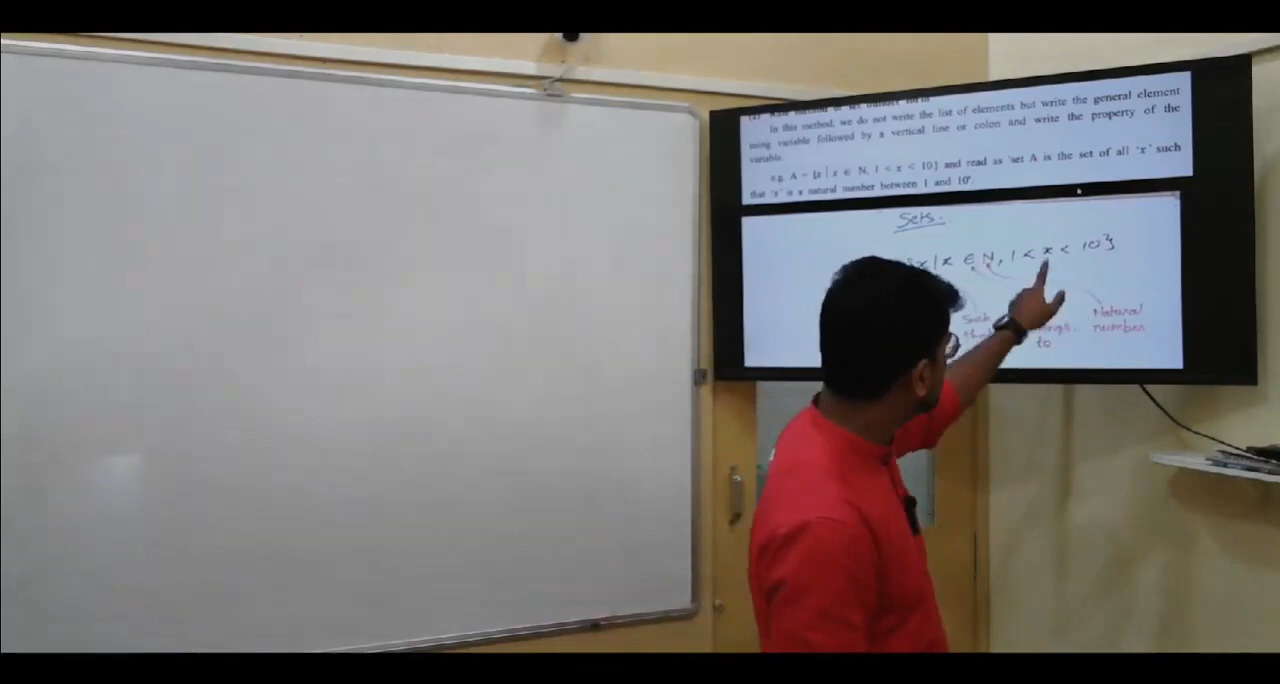 In this method, we do not write the list of elements but write the general element
using variable followed by a vertical line or colon and write the property of the
variable.
e.g. A = {x | x ∈ N, 1 < x < 10} and read as 'set A is the set of all 'x' such
that 'x' is a natural number between 1 and 10'.
Sets.
x | x ∈ N, 1 < x < 10}
Such Natural
number
to